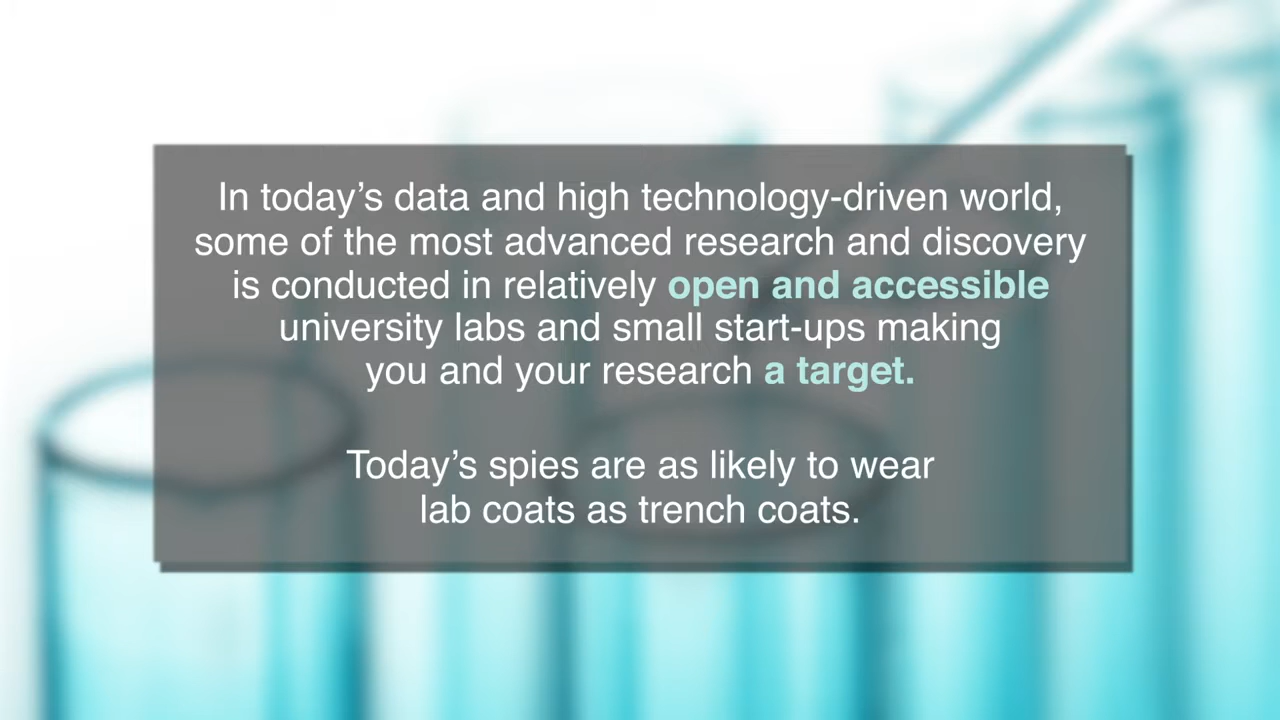 In today’s data and high technology-driven world,
some of the most advanced research and discovery
is conducted in relatively open and accessible
university labs and small start-ups making
you and your research a target.
Today’s spies are as likely to wear
lab coats as trench coats.